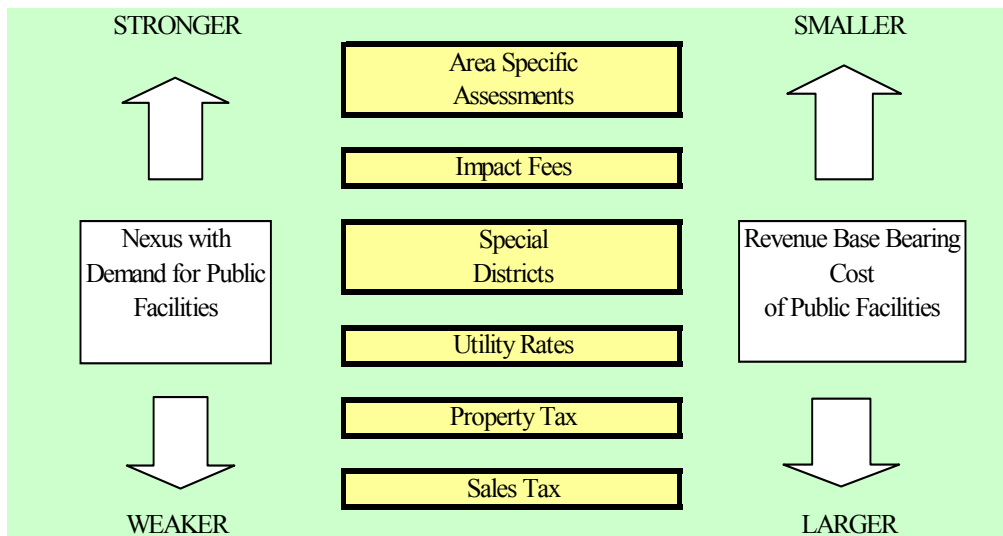 STRONGER
SMALLER
Area Specific
Assessments
Impact Fees
Nexus with
Demand for Public
Facilities
Special
Districts
Revenue Base Bearing
Cost
of Public Facilities
Utility Rates
Property Tax
Sales Tax
WEAKER
LARGER